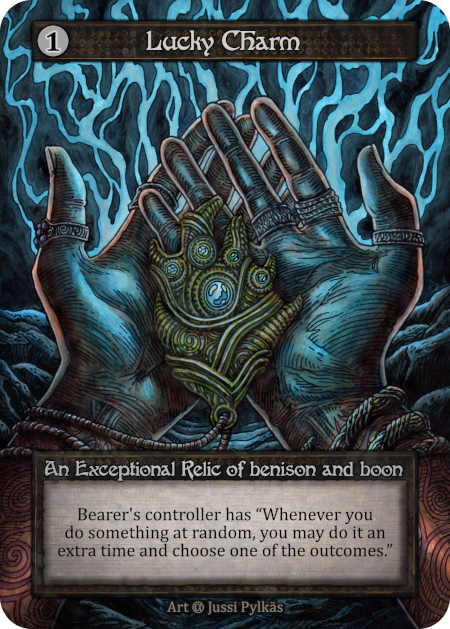 1
Lucky Charm
An Exceptional Relic of benison and boon
Bearer's controller has “Whenever you
do something at random, you may do it an
extra time and choose one of the outcomes.”
Art @ Jussi Pylkäs